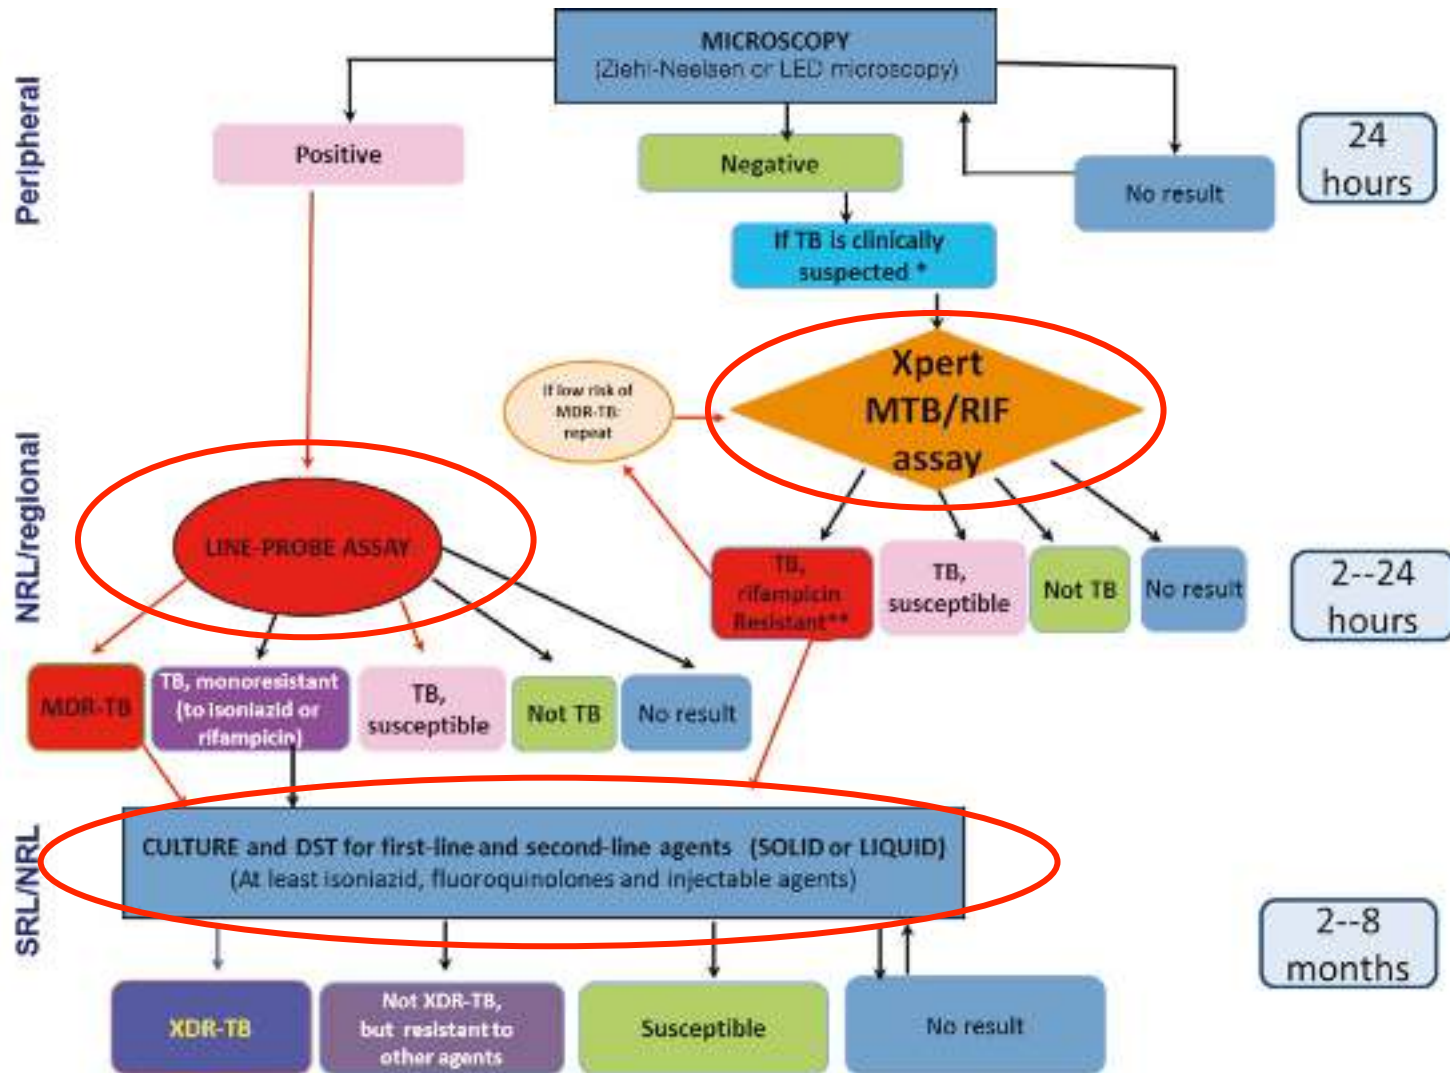 MICROSCOPY
(Ziehl-Neelsen or LED microscopy)
Peripheral
Positive
Negative
No result
24
hours
If TB is clinically
suspected *
If low risk of
MDR-TB:
repeat
Xpert
MTB/RIF
assay
NRL/regional
LINE-PROBE ASSAY
TB,
rifampicin
Resistant**
TB,
susceptible
Not TB
No result
2--24
hours
MDR-TB
TB, monoresistant
(to isoniazid or
rifampicin)
TB,
susceptible
Not TB
No result
SRL/NRL
CULTURE and DST for first-line and second-line agents (SOLID or LIQUID)
(At least isoniazid, fluoroquinolones and injectable agents)
2--8
months
XDR-TB
Not XDR-TB,
but resistant to
other agents
Susceptible
No result